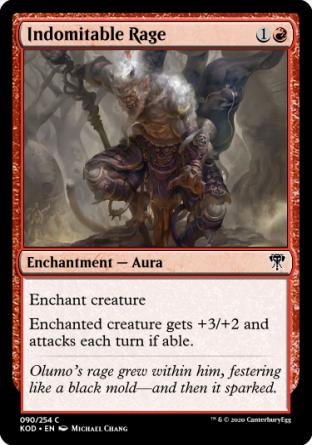 Indomitable Rage 1
Enchantment — Aura
Enchant creature
Enchanted creature gets +3/+2 and
attacks each turn if able.
Olumo's rage grew within him, festering
like a black mold—and then it sparked.
090/254 C
KOD • EN Michael Chang
™ & © 2020 CanterburyEgg